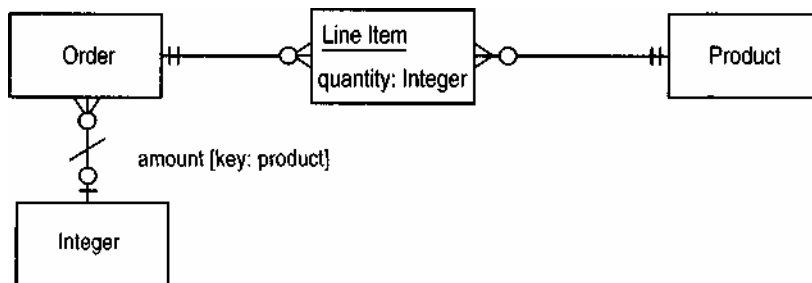 Order
Line Item
quantity: Integer
Product
amount [key: product]
Integer